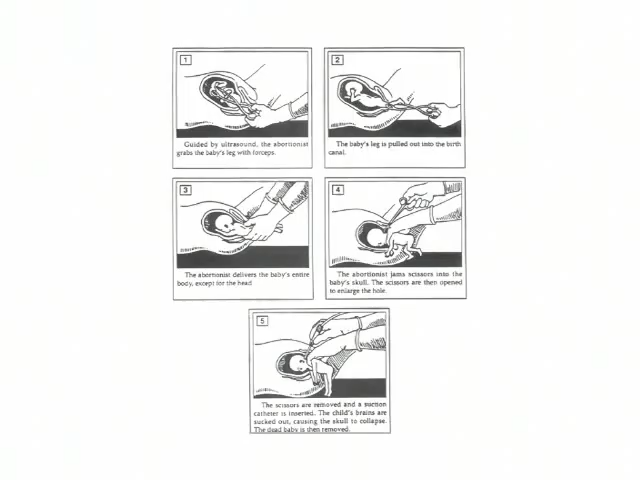 1
Guided by ultrasound, the abortionist
grabs the baby's leg with forceps.
2
The baby's leg is pulled out into the birth
canal.
3
The abortionist delivers the baby's entire
body, except for the head
4
The abortionist jams scissors into the
baby's skull. The scissors are then opened
to enlarge the hole.
5
The scissors are removed and a suction
catheter is inserted. The child's brains are
sucked out, causing the skull to collapse.
The dead baby is then removed.